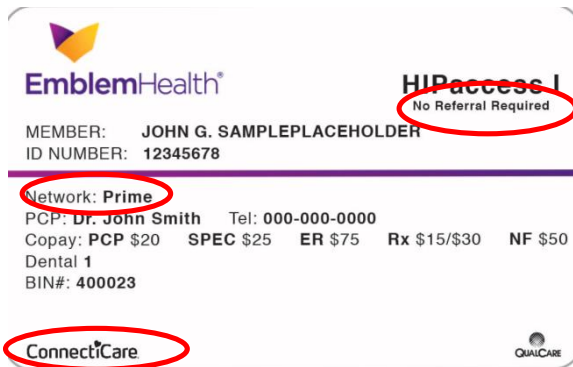 EmblemHealth®
HIPaccess I
No Referral Required
MEMBER: JOHN G. SAMPLEPLACEHOLDER
ID NUMBER: 12345678
Network: Prime
PCP: Dr. John Smith Tel: 000-000-0000
Copay: PCP $20 SPEC $25 ER $75 Rx $15/$30 NF $50
Dental 1
BIN#: 400023
ConnectiCare
QUALCARE